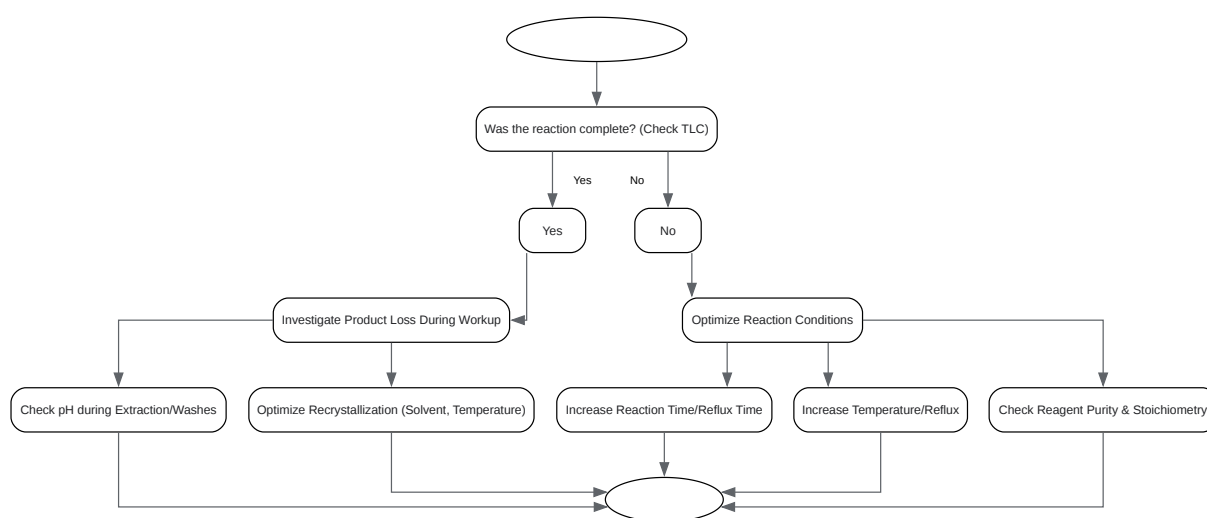 Was the reaction complete? (Check TLC)
Yes
No
Yes
No
Investigate Product Loss During Workup
Optimize Reaction Conditions
Check pH during Extraction/Washes
Optimize Recrystallization (Solvent, Temperature)
Increase Reaction Time/Reflux Time
Increase Temperature/Reflux
Check Reagent Purity & Stoichiometry